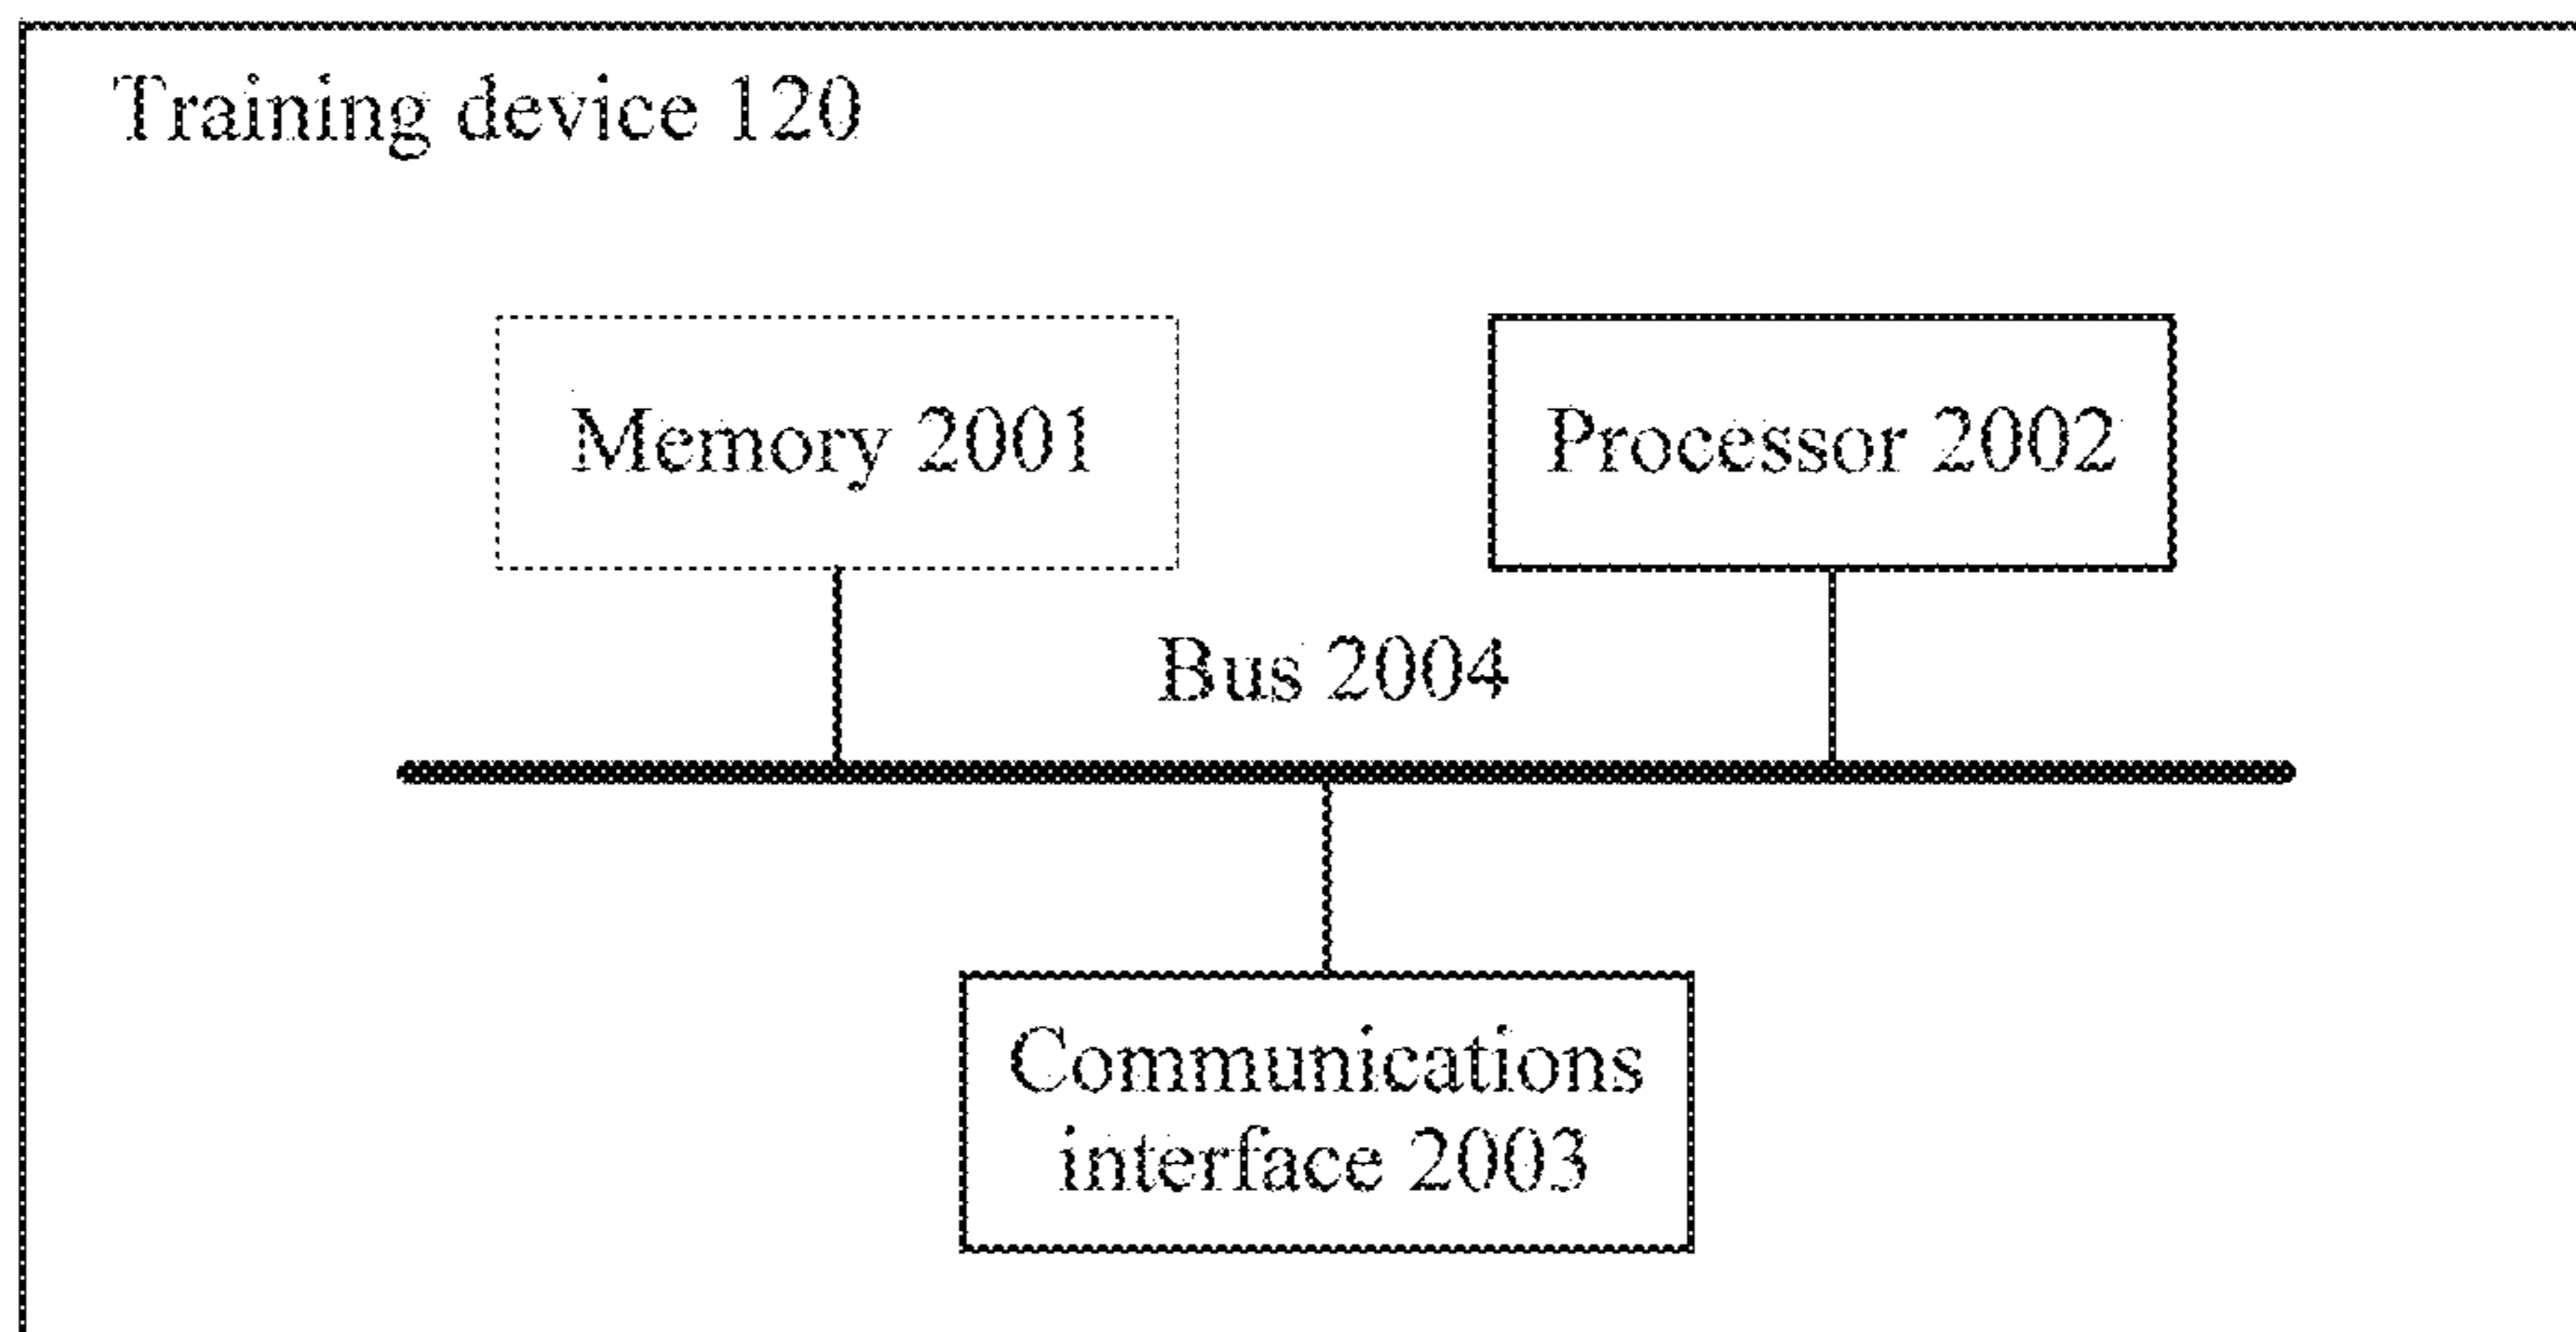 Training device 120
Memory 2001
Processor 2002
Bus 2004
Communications
interface 2003